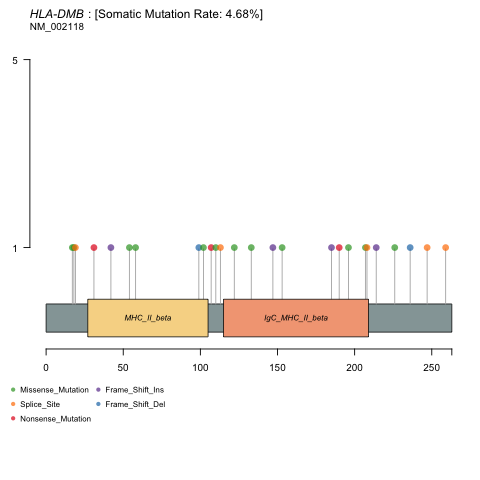 HLA-DMB : [Somatic Mutation Rate: 4.68%]
NM_002118
5
1
MHC_II_beta
IgC_MHC_II_beta
0 50 100 150 200 250
Missense_Mutation Frame_Shift_Ins
Splice_Site Frame_Shift_Del
Nonsense_Mutation